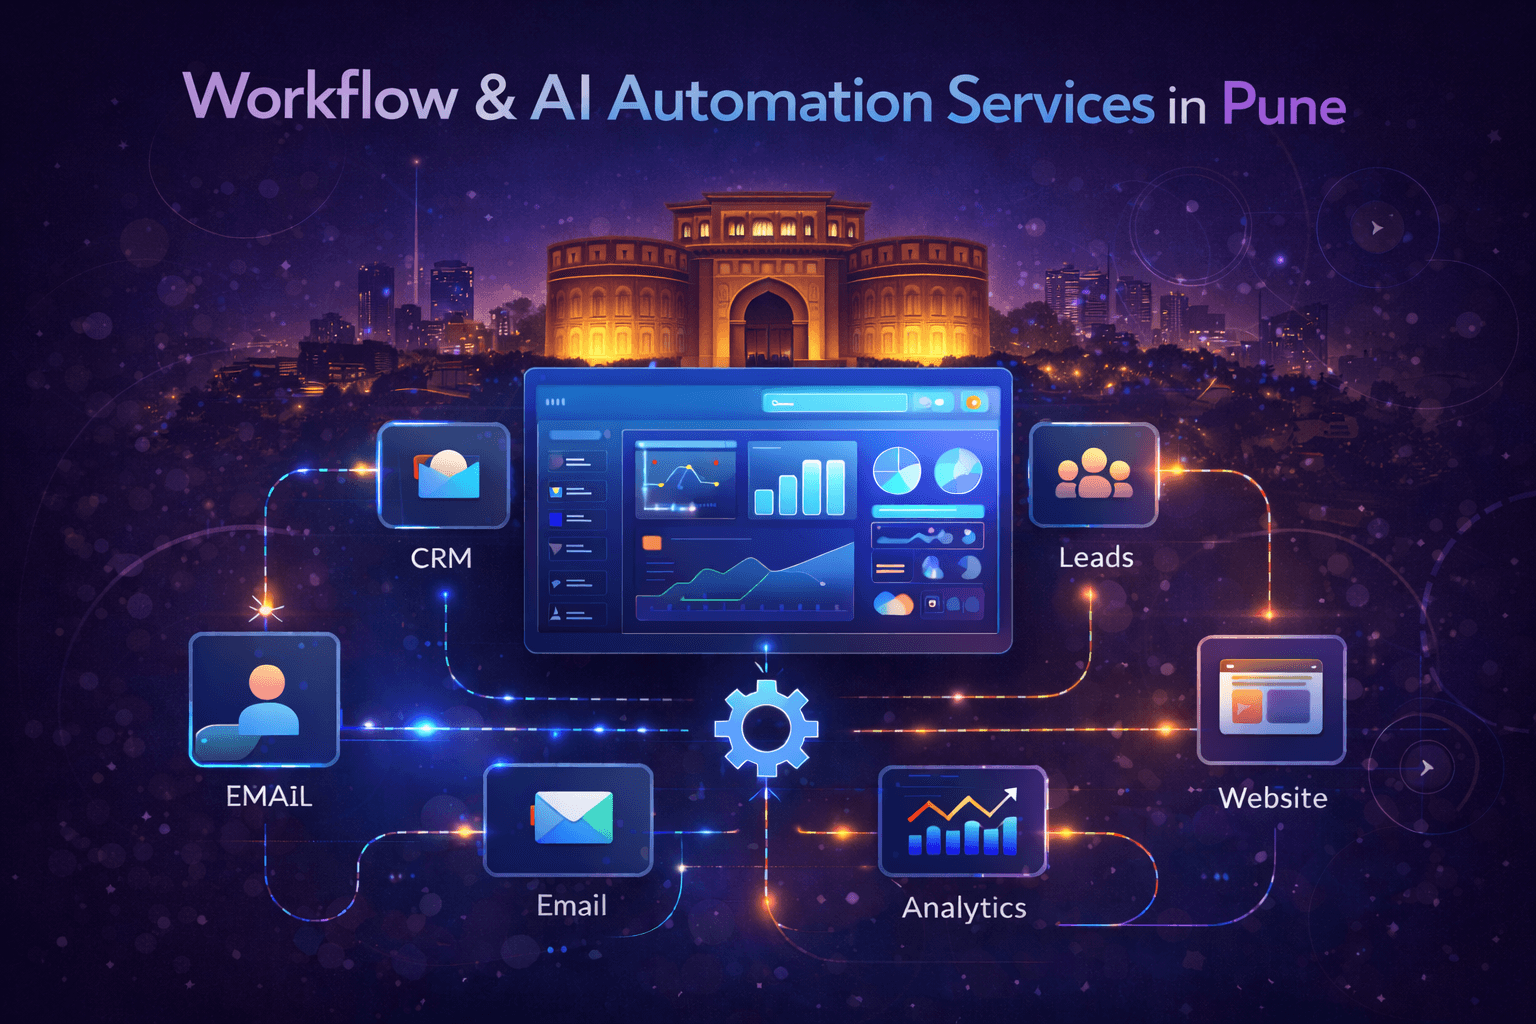 Workflow & AI Automation Services in Pune
CRM
Leads
EMAiL
Website
Email
Analytics